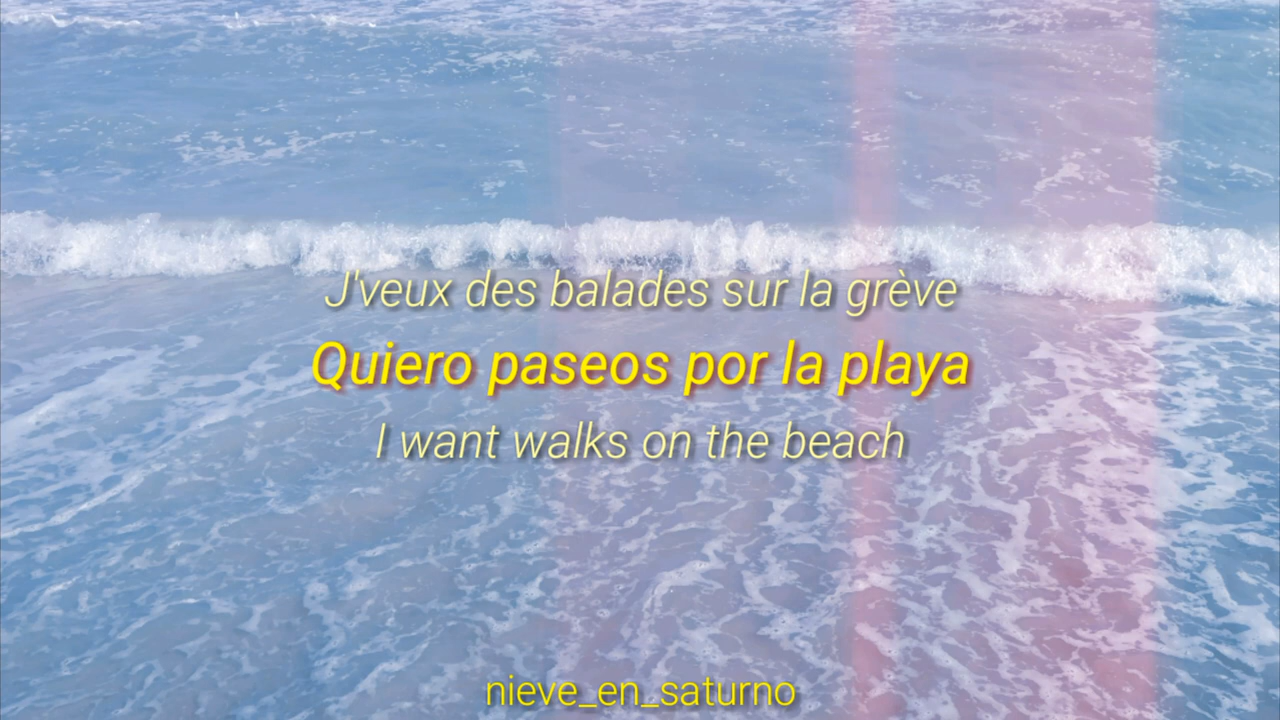 J'veux des balades sur la grève
Quiero paseos por la playa
I want walks on the beach
nieve_en_saturno